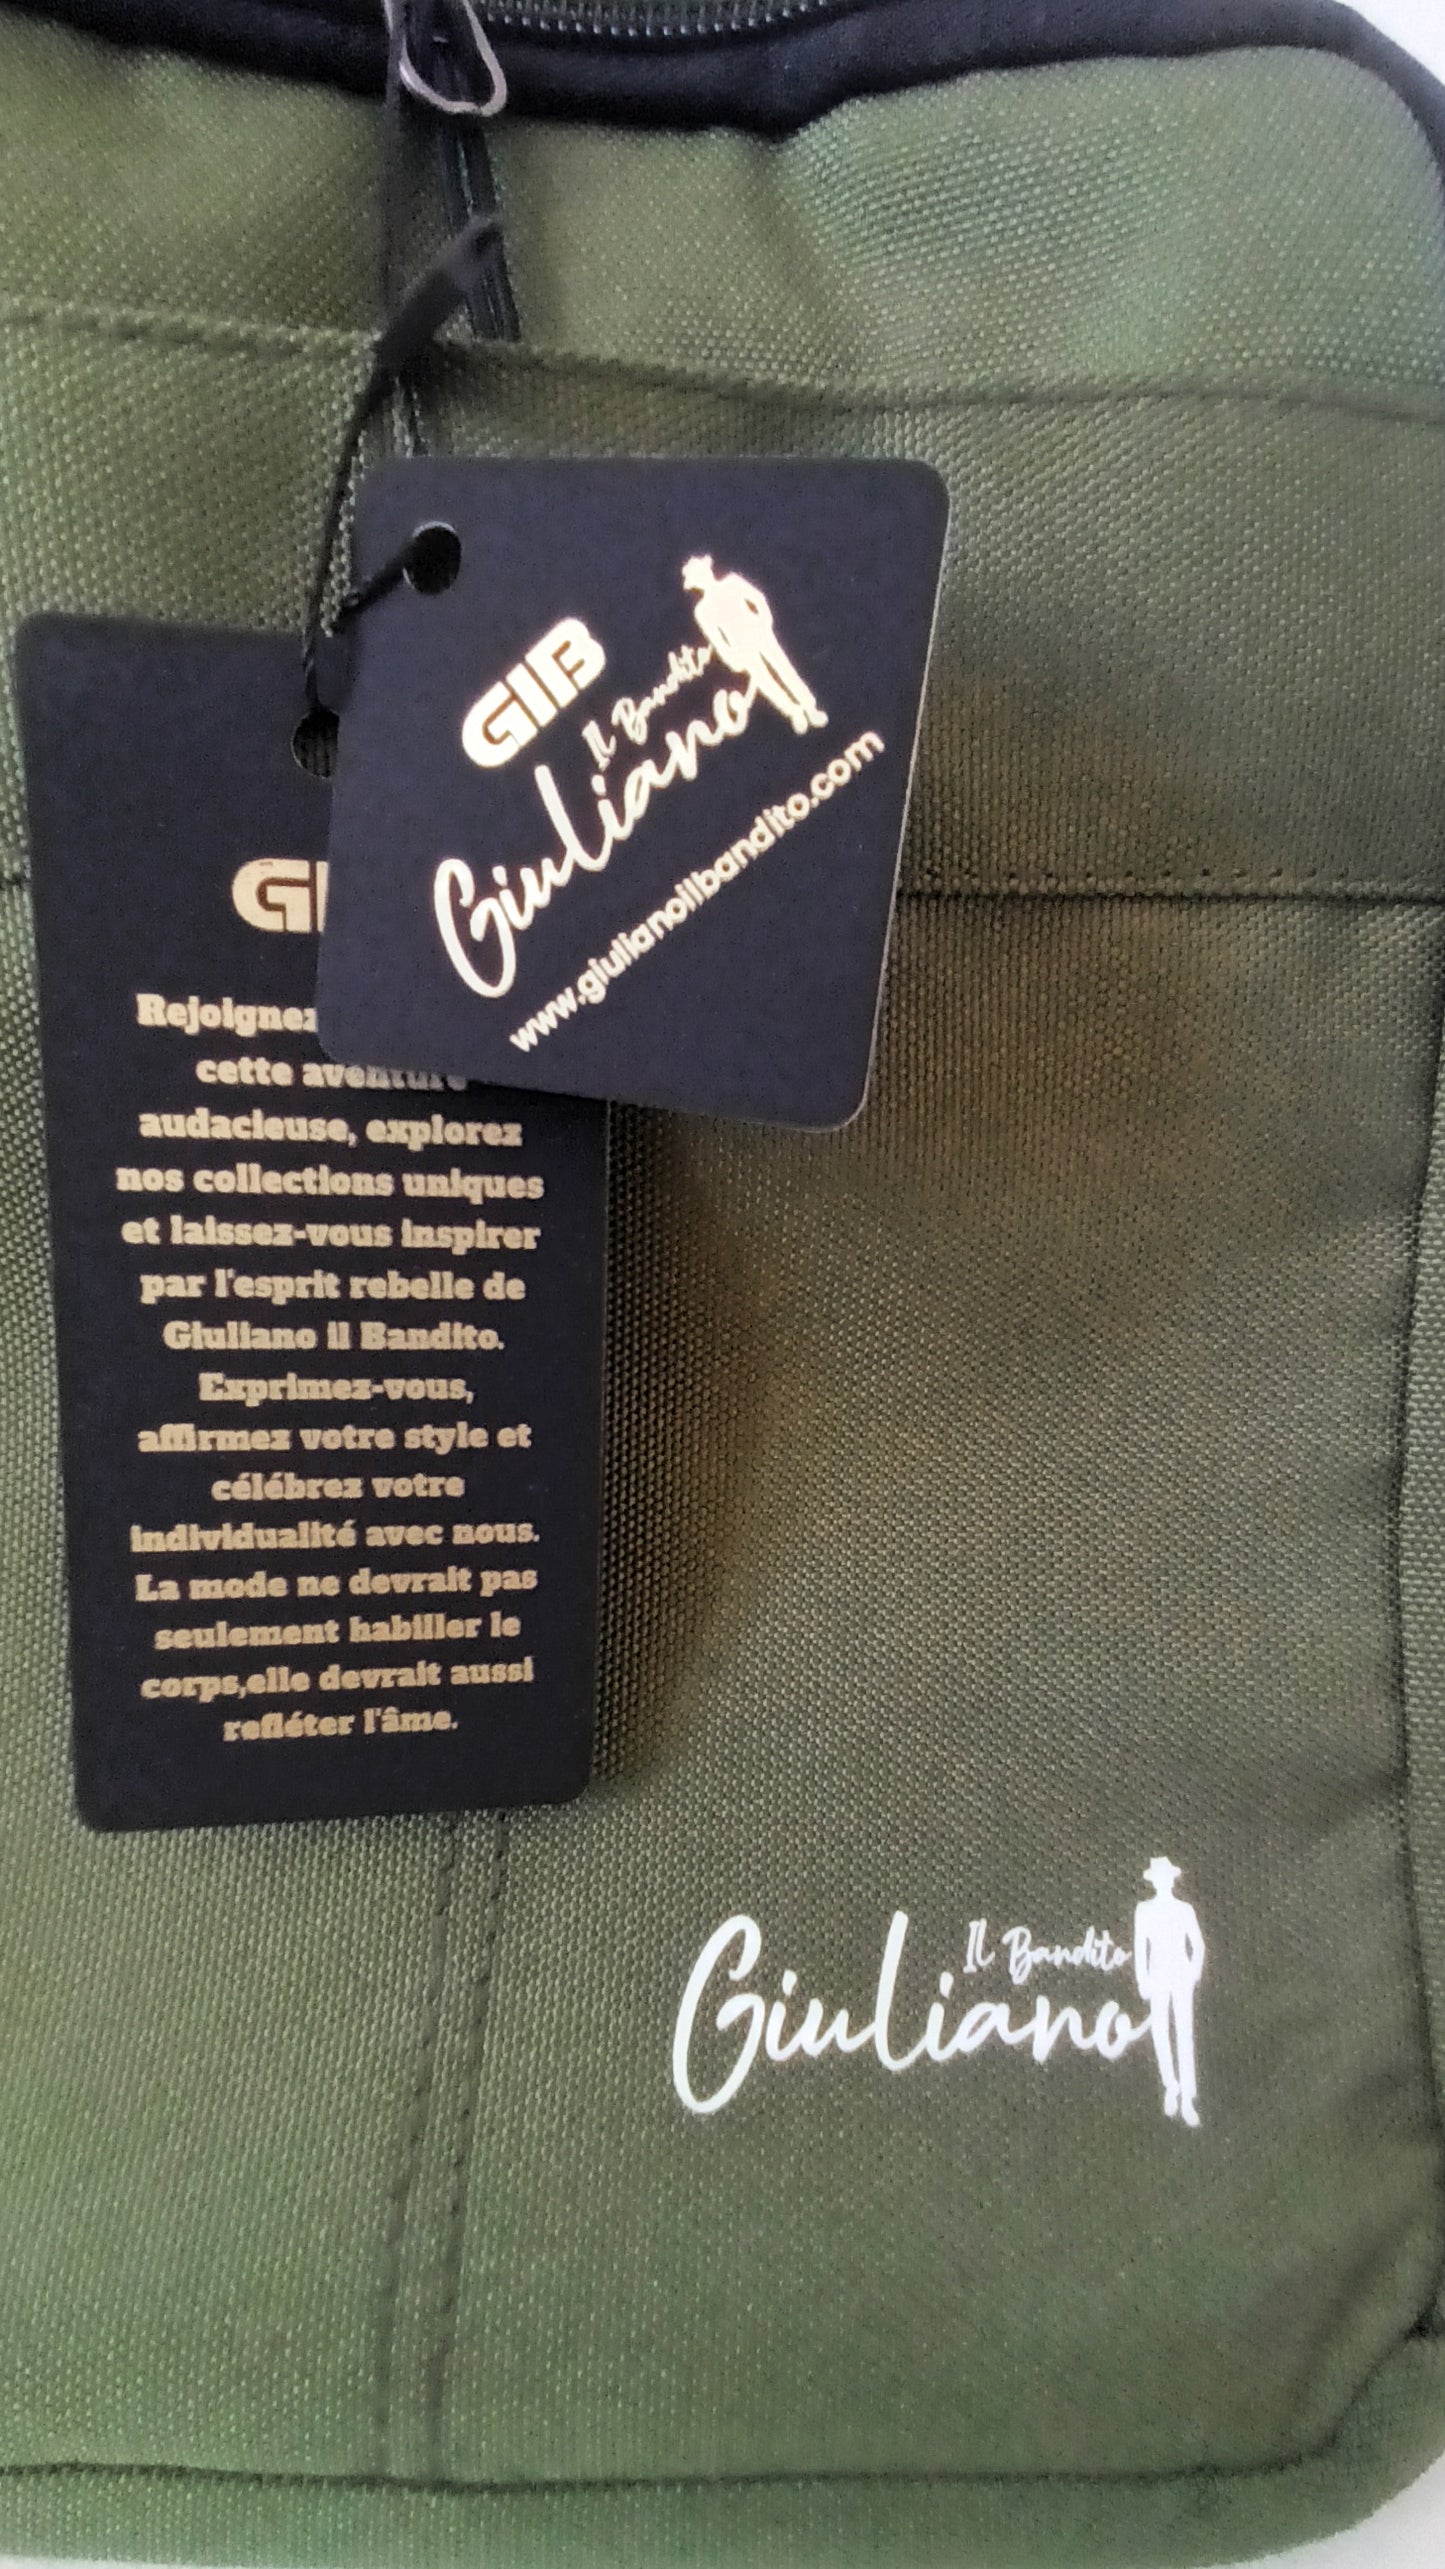 GIB
Il Bandito
Giuliano
www.giulianoilbandito.com
Rejoignez
cette aventure
audacieuse, explorez
nos collections uniques
et laissez-vous inspirer
par l'esprit rebelle de
Giuliano il Bandito.
Exprimez-vous,
affirmez votre style et
célébrez votre
individualité avec nous.
La mode ne devrait pas
seulement habiller le
corps,elle devrait aussi
refléter l'âme.
Il Bandito
Giuliano